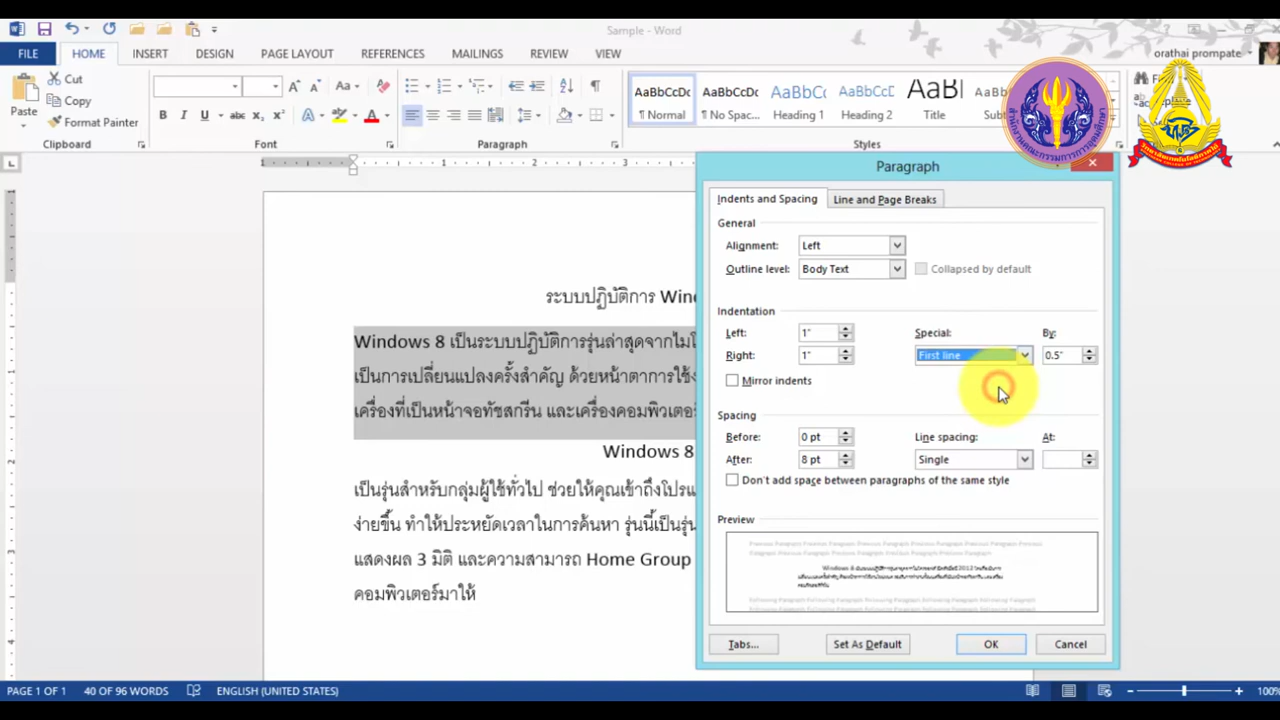 Sample - Word
FILE HOME INSERT DESIGN PAGE LAYOUT REFERENCES MAILINGS REVIEW VIEW
orathai prompate
Cut
Copy
Paste
Format Painter
Aa
B I U abc x₂ x²
AaBbCcDc AaBbCcDc AaBbCc AaBbCcD AaBl
¶ Normal ¶ No Spac... Heading 1 Heading 2 Title
Clipboard Font Paragraph Styles
Paragraph
Indents and Spacing Line and Page Breaks
General
Alignment: Left
Outline level: Body Text Collapsed by default
Indentation
Left: 1" Special: By:
Right: 1" First line 0.5"
Mirror indents
Spacing
Before: 0 pt Line spacing: At:
After: 8 pt Single
Don't add space between paragraphs of the same style
Preview
Tabs... Set As Default OK Cancel
ระบบปฏิบัติการ Wind
Windows 8 เป็นระบบปฏิบัติการรุ่นล่าสุดจากไมโ
เป็นการเปลี่ยนแปลงครั้งสำคัญ ด้วยหน้าตาการใช้ง
เครื่องที่เป็นหน้าจอทัชสกรีน และเครื่องคอมพิวเตอร์
Windows 8
เป็นรุ่นสำหรับกลุ่มผู้ใช้ทั่วไป ช่วยให้คุณเข้าถึงโปรแ
ง่ายขึ้น ทำให้ประหยัดเวลาในการค้นหา รุ่นนี้เป็นรุ่น
แสดงผล 3 มิติ และความสามารถ Home Group
คอมพิวเตอร์มาให้
PAGE 1 OF 1 40 OF 96 WORDS ENGLISH (UNITED STATES) 100%